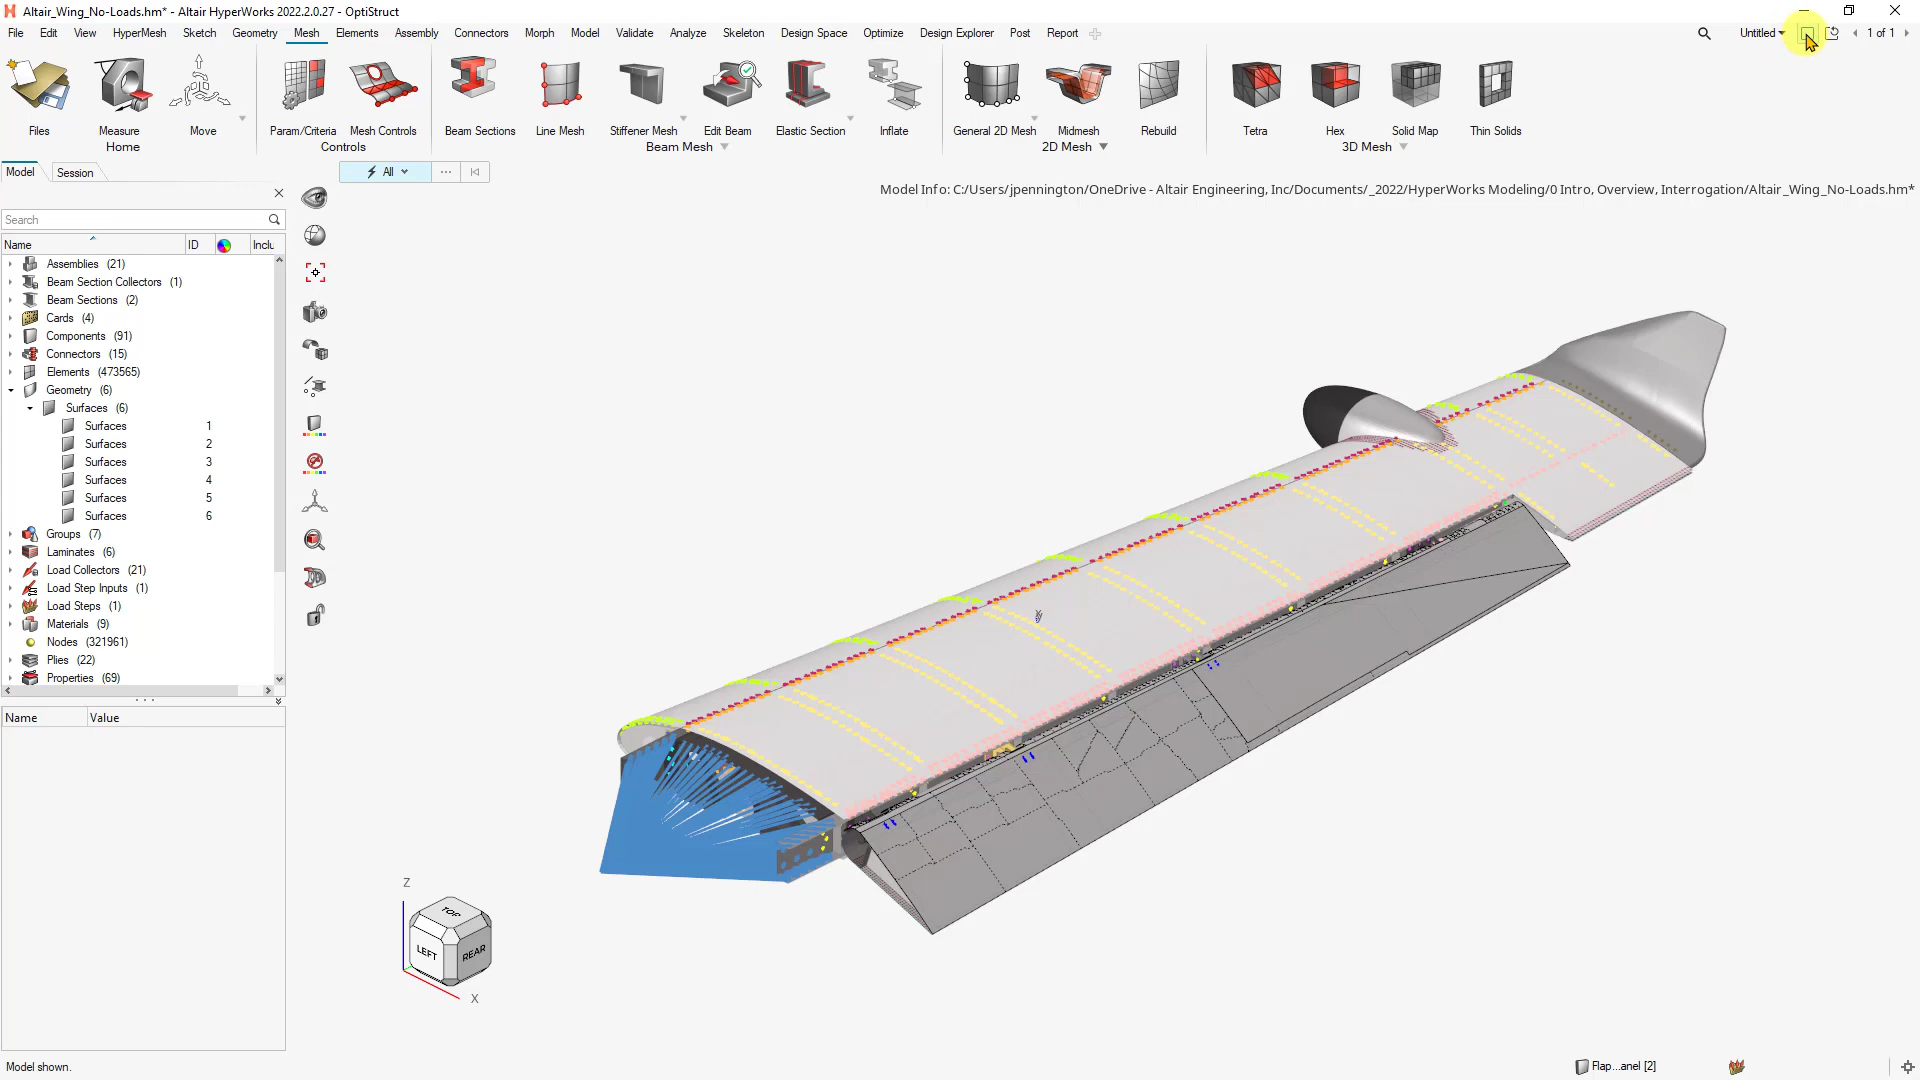 Altair_Wing_No-Loads.hm* - Altair HyperWorks 2022.2.0.27 - OptiStruct
File Edit View HyperMesh Sketch Geometry Mesh Elements Assembly Connectors Morph Model Validate Analyze Skeleton Design Space Optimize Design Explorer Post Report Untitled 1 of 1
Files Measure Move Param/Criteria Mesh Controls Beam Sections Line Mesh Stiffener Mesh Edit Beam Elastic Section Inflate General 2D Mesh Midmesh Rebuild Tetra Hex Solid Map Thin Solids
Home Controls Beam Mesh 2D Mesh 3D Mesh
Model Session
All
Model Info: C:/Users/jpennington/OneDrive - Altair Engineering, Inc/Documents/_2022/HyperWorks Modeling/0 Intro, Overview, Interrogation/Altair_Wing_No-Loads.hm*
Search
Name ID Inclu
Assemblies (21)
Beam Section Collectors (1)
Beam Sections (2)
Cards (4)
Components (91)
Connectors (15)
Elements (473565)
Geometry (6)
Surfaces (6)
Surfaces 1
Surfaces 2
Surfaces 3
Surfaces 4
Surfaces 5
Surfaces 6
Groups (7)
Laminates (6)
Load Collectors (21)
Load Step Inputs (1)
Load Steps (1)
Materials (9)
Nodes (321961)
Plies (22)
Properties (69)
Name Value
Z
TOP
LEFT REAR
X
Model shown.
Flap...anel [2]